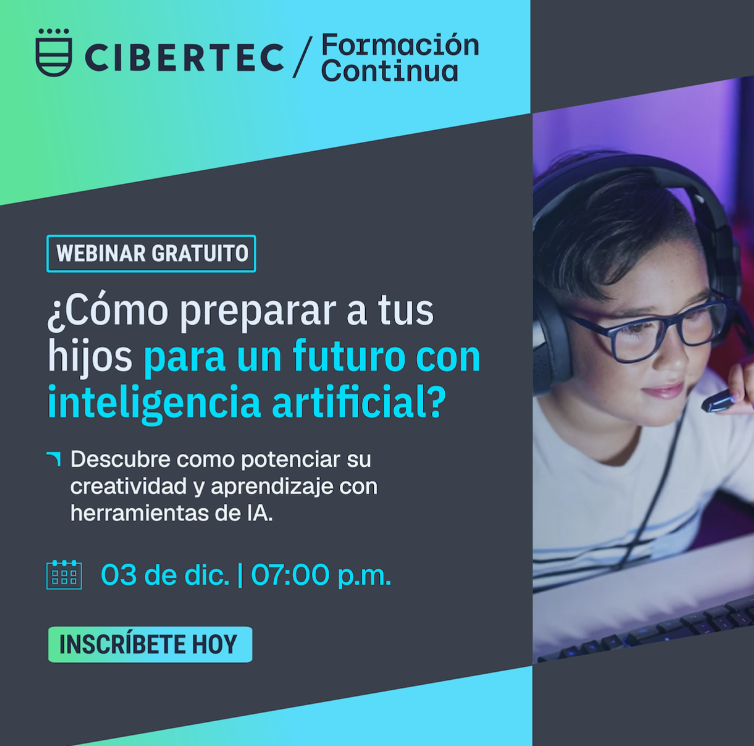 CIBERTEC / Formación
Continua
WEBINAR GRATUITO
¿Cómo preparar a tus
hijos para un futuro con
inteligencia artificial?
Descubre como potenciar su
creatividad y aprendizaje con
herramientas de IA.
03 de dic. | 07:00 p.m.
INSCRÍBETE HOY